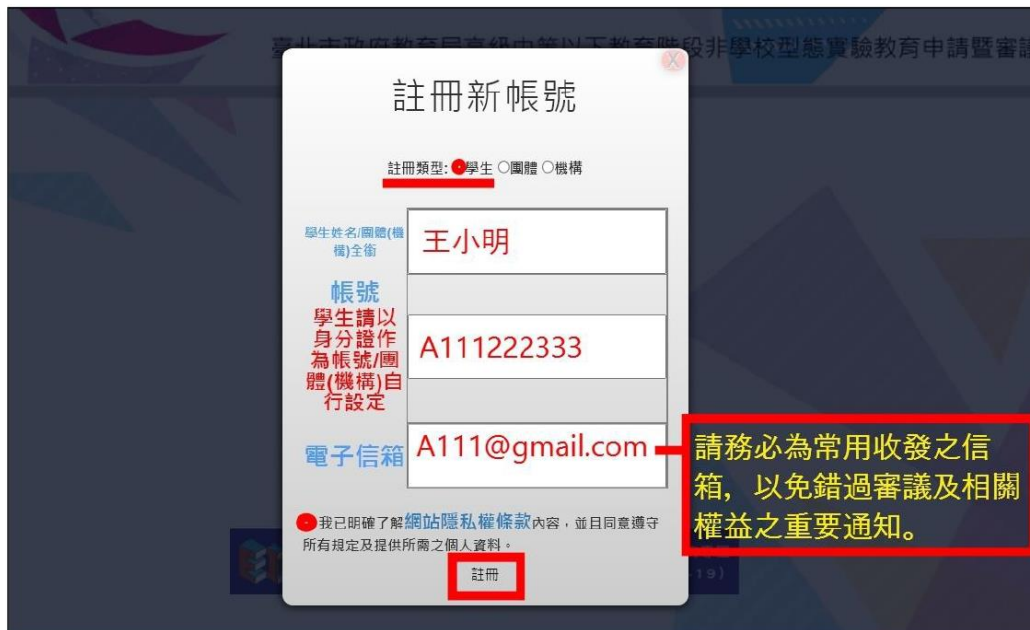 臺北市政府教育局高級中等以下教育階段非學校型態實驗教育申請暨審議
X
註冊新帳號
註冊類型: 學生 團體 機構
學生姓名/團體(機
構)全銜
王小明
帳號
學生請以
身分證作
為帳號/團
體(機構)自
行設定
A111222333
電子信箱
A111@gmail.com
請務必為常用收發之信
箱，以免錯過審議及相關
權益之重要通知。
我已明確了解網站隱私權條款內容，並且同意遵守
所有規定及提供所需之個人資料。
註冊
19)